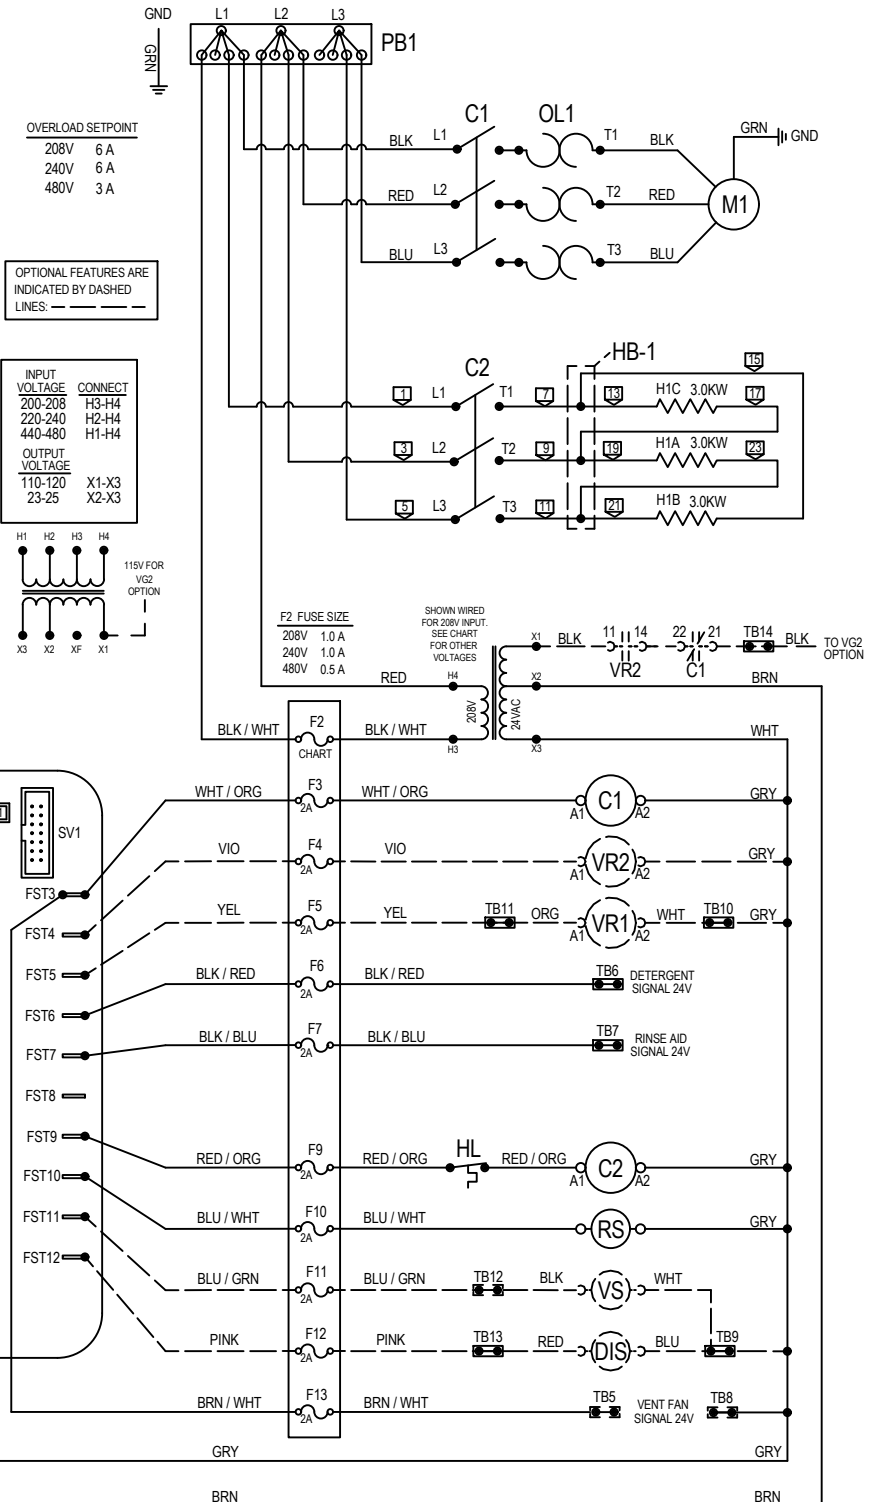 GND
L1 L2 L3
PB1
GRN
OVERLOAD SETPOINT
208V 6 A
240V 6 A
480V 3 A
C1 OL1
BLK L1 T1 BLK
GRN GND
RED L2 T2 RED
M1
BLU L3 T3 BLU
OPTIONAL FEATURES ARE
INDICATED BY DASHED
LINES:
INPUT
VOLTAGE CONNECT
200-208 H3-H4
220-240 H2-H4
440-480 H1-H4
OUTPUT
VOLTAGE
110-120 X1-X3
23-25 X2-X3
C2
HB-1
15
1 L1 T1 7 13 H1C 3.0KW 17
3 L2 T2 9 19 H1A 3.0KW 23
5 L3 T3 11 21 H1B 3.0KW
H1 H2 H3 H4
X3 X2 XF X1
115V FOR
VG2
OPTION
F2 FUSE SIZE
208V 1.0 A
240V 1.0 A
480V 0.5 A
SHOWN WIRED
FOR 208V INPUT.
SEE CHART
FOR OTHER
VOLTAGES
X1 BLK 11 14 22 21 TB14 BLK
VR2 C1
TO VG2
OPTION
RED H4 X2 BRN
208V 24VAC
BLK / WHT F2 BLK / WHT
CHART
H3 X3 WHT
WHT / ORG F3 WHT / ORG
2A
A1 C1 A2 GRY
SV1
VIO F4 VIO
2A
A1 VR2 A2 GRY
FST3
YEL F5 YEL TB11 ORG
2A
A1 VR1 A2 WHT TB10 GRY
FST4
FST5
BLK / RED F6 BLK / RED
2A
TB6 DETERGENT
SIGNAL 24V
FST6
BLK / BLU F7 BLK / BLU
2A
TB7 RINSE AID
SIGNAL 24V
FST7
FST8
FST9
RED / ORG F9 RED / ORG HL RED / ORG
2A
A1 C2 A2 GRY
FST10
BLU / WHT F10 BLU / WHT
2A
RS GRY
FST11
FST12
BLU / GRN F11 BLU / GRN TB12 BLK VS WHT
2A
PINK F12 PINK TB13 RED DIS BLU TB9
2A
BRN / WHT F13 BRN / WHT
2A
TB5 VENT FAN
SIGNAL 24V TB8
GRY GRY
BRN BRN